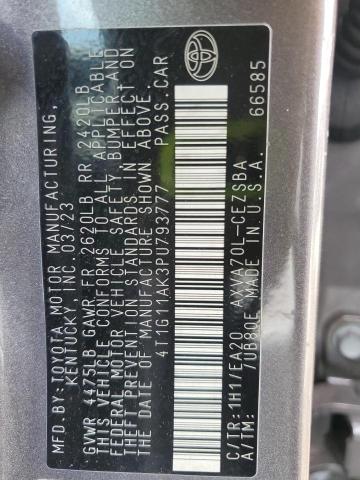 MFD.BY:TOYOTA MOTOR MANUFACTURING,
KENTUCKY, INC. 03/23
GVWR 4475LB GAWR FR 2620LB RR 2420LB
THIS VEHICLE CONFORMS TO ALL APPLICABLE
FEDERAL MOTOR VEHICLE SAFETY, BUMPER,AND
THEFT PREVENTION STANDARDS IN EFFECT ON
THE DATE OF MANUFACTURE SHOWN ABOVE.
4T1G11AK3PU793777 PASS. CAR
C/TR:1H1/EA20 AXVA70L-CEZSBA
A/TM: /UB80E MADE IN U.S.A. 66585